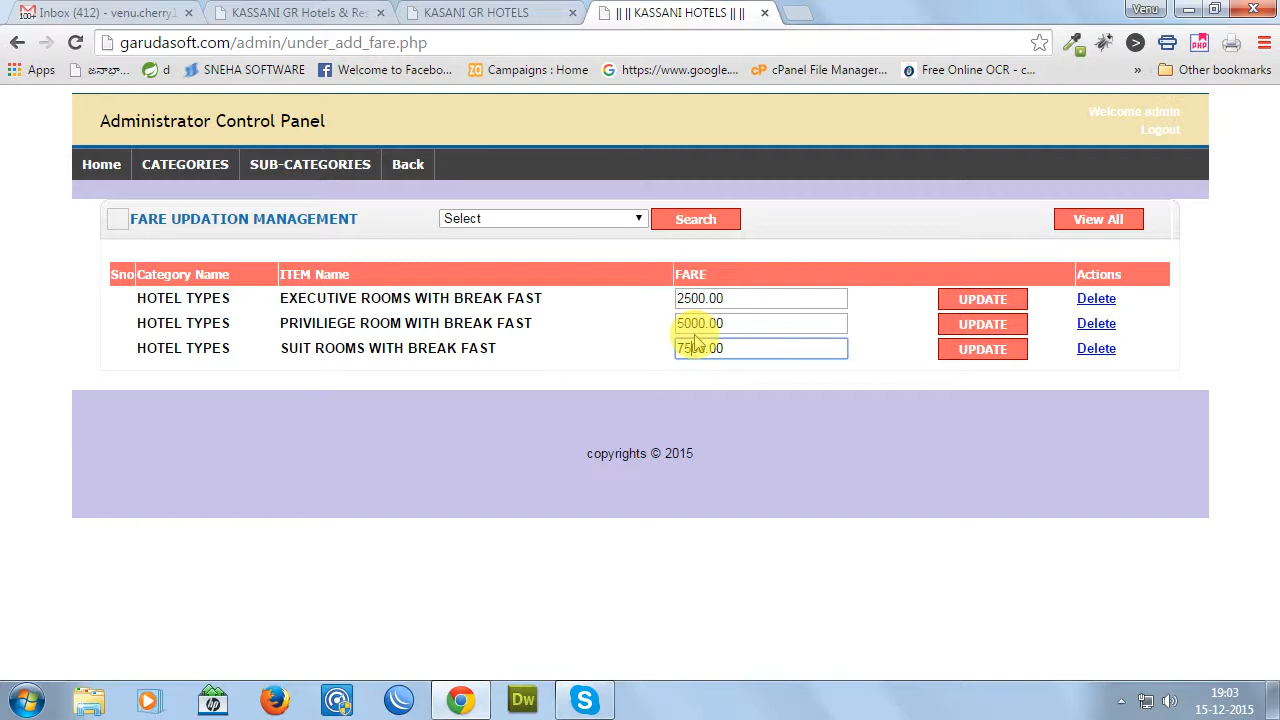 Inbox (412) - venu.cherry1
KASSANI GR Hotels & Res
KASANI GR HOTELS
|| || KASSANI HOTELS || ||
Venu
garudasoft.com/admin/under_add_fare.php
Apps
d
SNEHA SOFTWARE
Welcome to Facebo...
Campaigns : Home
https://www.google....
cPanel File Manager...
Free Online OCR - c...
»
Other bookmarks
Welcome admin
Administrator Control Panel
Logout
Home CATEGORIES SUB-CATEGORIES Back
FARE UPDATION MANAGEMENT Select Search View All
Sno Category Name ITEM Name FARE Actions
HOTEL TYPES EXECUTIVE ROOMS WITH BREAK FAST 2500.00 UPDATE Delete
HOTEL TYPES PRIVILIEGE ROOM WITH BREAK FAST 5000.00 UPDATE Delete
HOTEL TYPES SUIT ROOMS WITH BREAK FAST 7500.00 UPDATE Delete
copyrights © 2015
19:03
15-12-2015